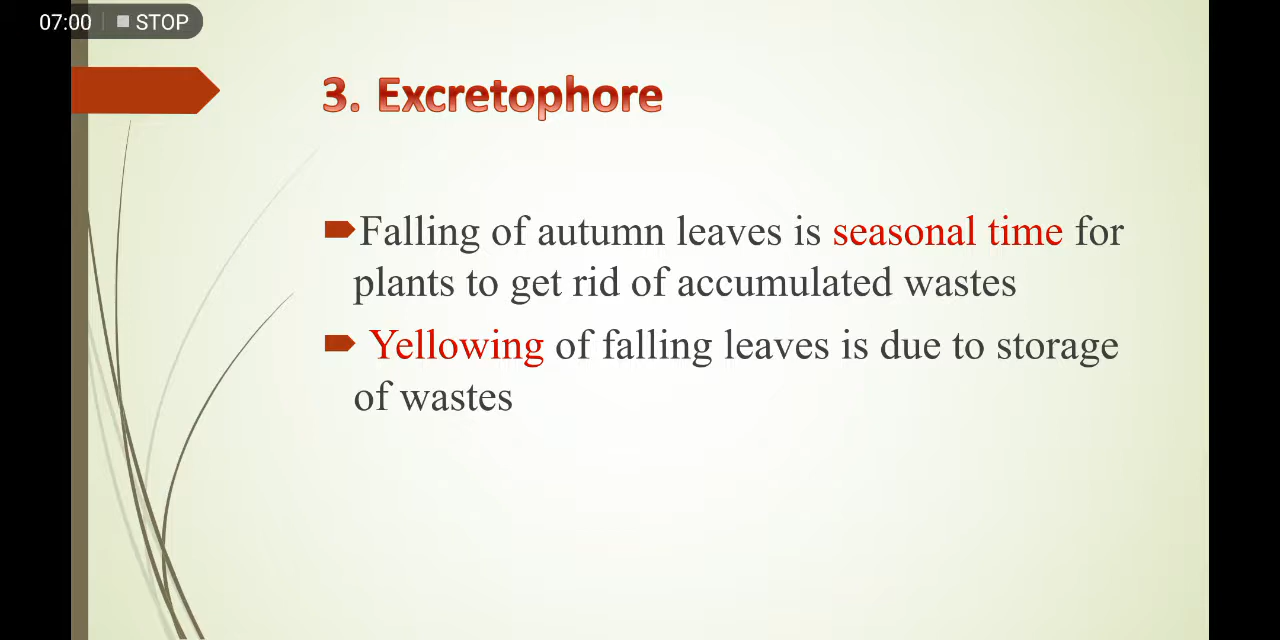 07:00 STOP
3. Excretophore
Falling of autumn leaves is seasonal time for
plants to get rid of accumulated wastes
Yellowing of falling leaves is due to storage
of wastes